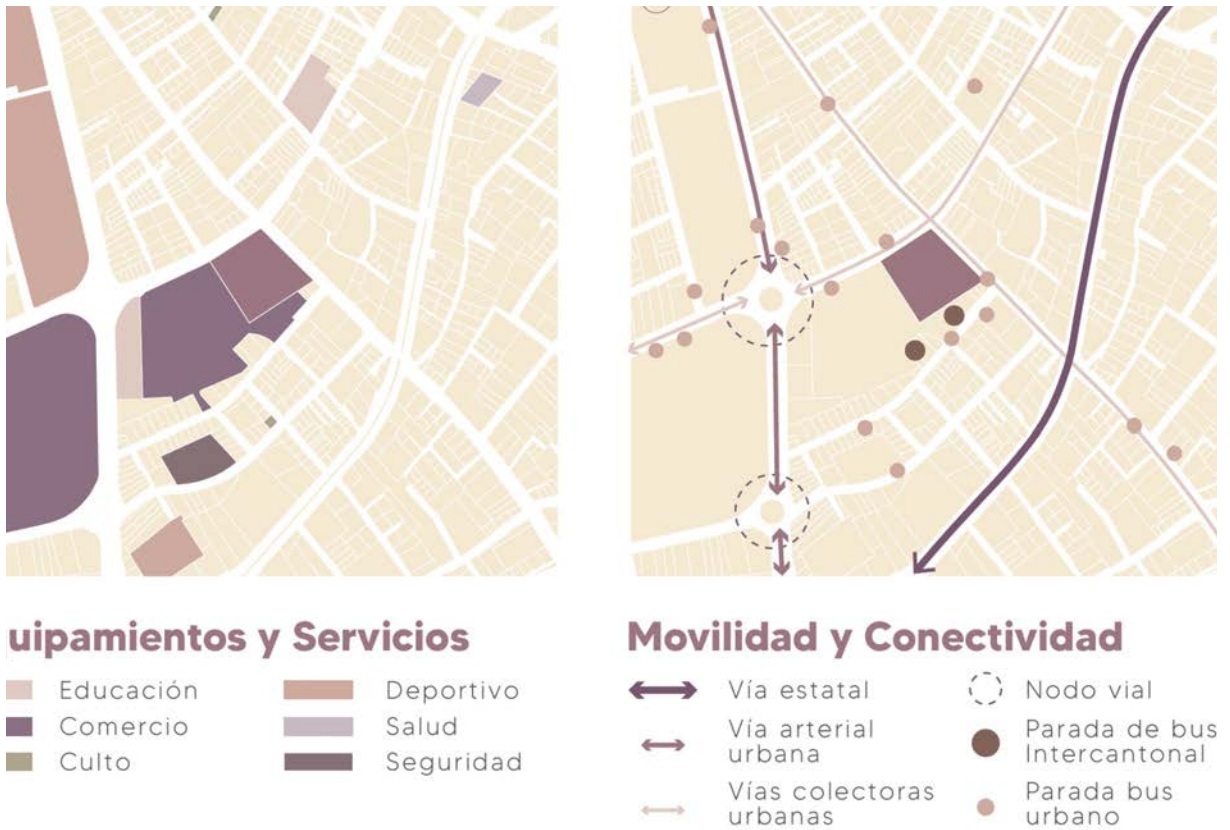 uipamientos y Servicios
Educación
Deportivo
Comercio
Salud
Culto
Seguridad
Movilidad y Conectividad
Vía estatal
Nodo vial
Vía arterial
urbana
Parada de bus
Intercantonal
Vías colectoras
urbanas
Parada bus
urbano